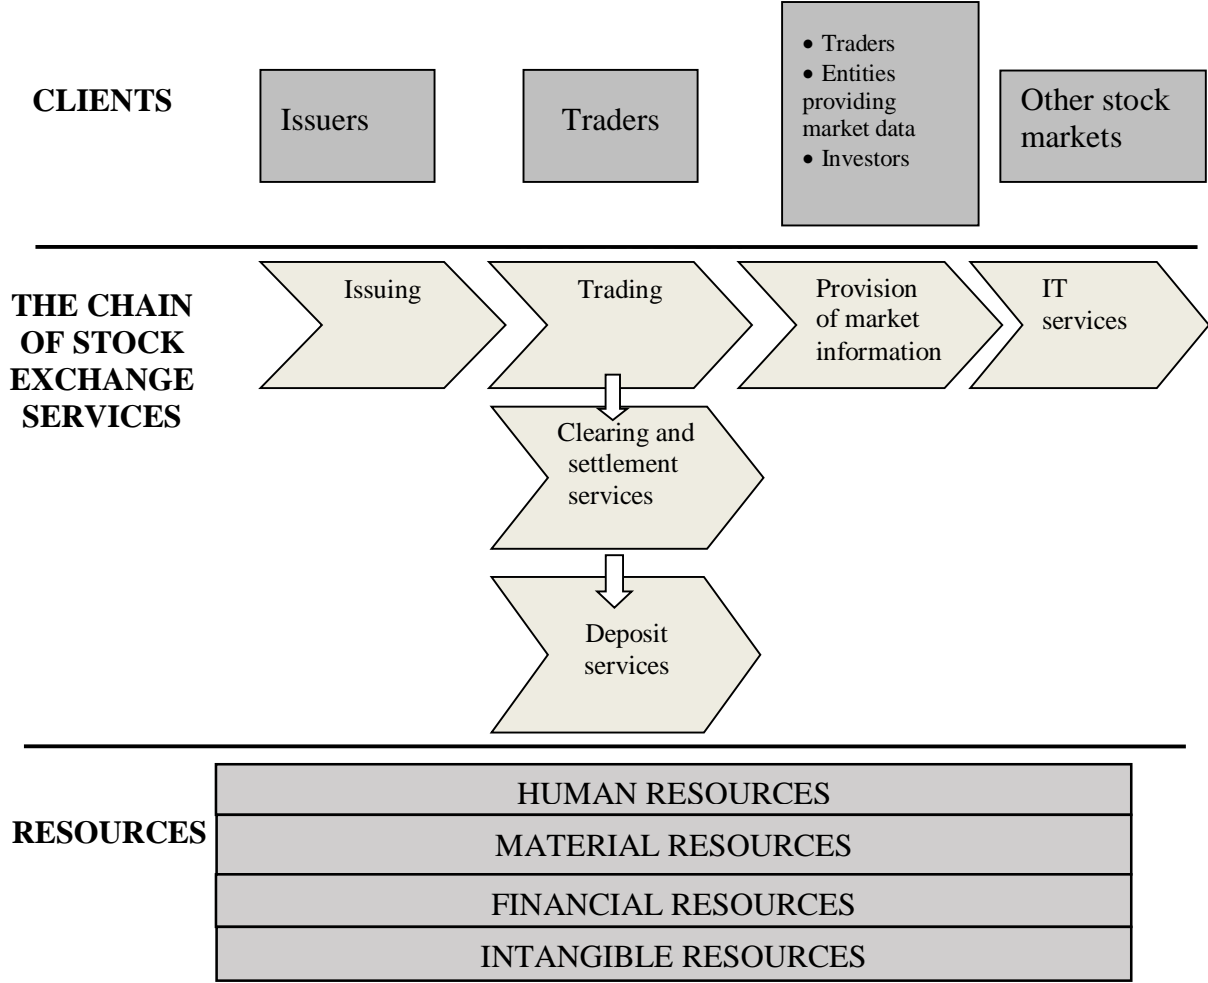 CLIENTS
Issuers
Traders
• Traders
• Entities
providing
market data
• Investors
Other stock
markets
THE CHAIN
OF STOCK
EXCHANGE
SERVICES
Issuing
Trading
Provision
of market
information
IT
services
Clearing and
settlement
services
Deposit
services
RESOURCES
HUMAN RESOURCES
MATERIAL RESOURCES
FINANCIAL RESOURCES
INTANGIBLE RESOURCES